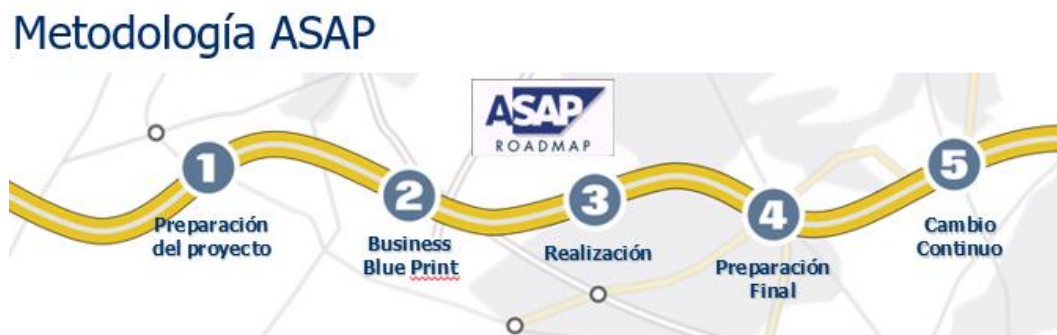 Metodología ASAP
ASAP
ROADMAP
1
Preparación
del proyecto
2
Business
Blue Print
3
Realización
4
Preparación
Final
5
Cambio
Continuo